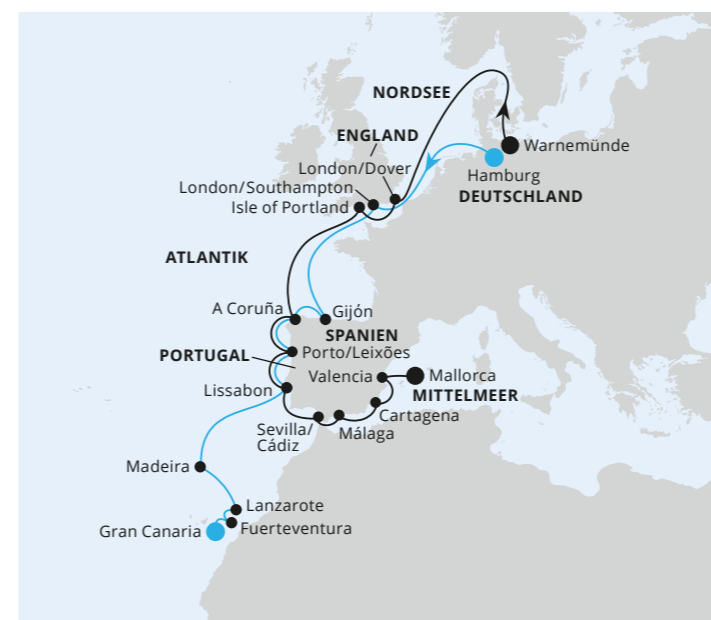 NORDSEE
ENGLAND
Warnemünde
London/Dover
Hamburg
London/Southampton
DEUTSCHLAND
Isle of Portland
ATLANTIK
A Coruña
Gijón
SPANIEN
PORTUGAL
Porto/Leixões
Valencia
Mallorca
Lissabon
MITTELMEER
Cartagena
Sevilla/
Cádiz
Málaga
Madeira
Lanzarote
Gran Canaria
Fuerteventura